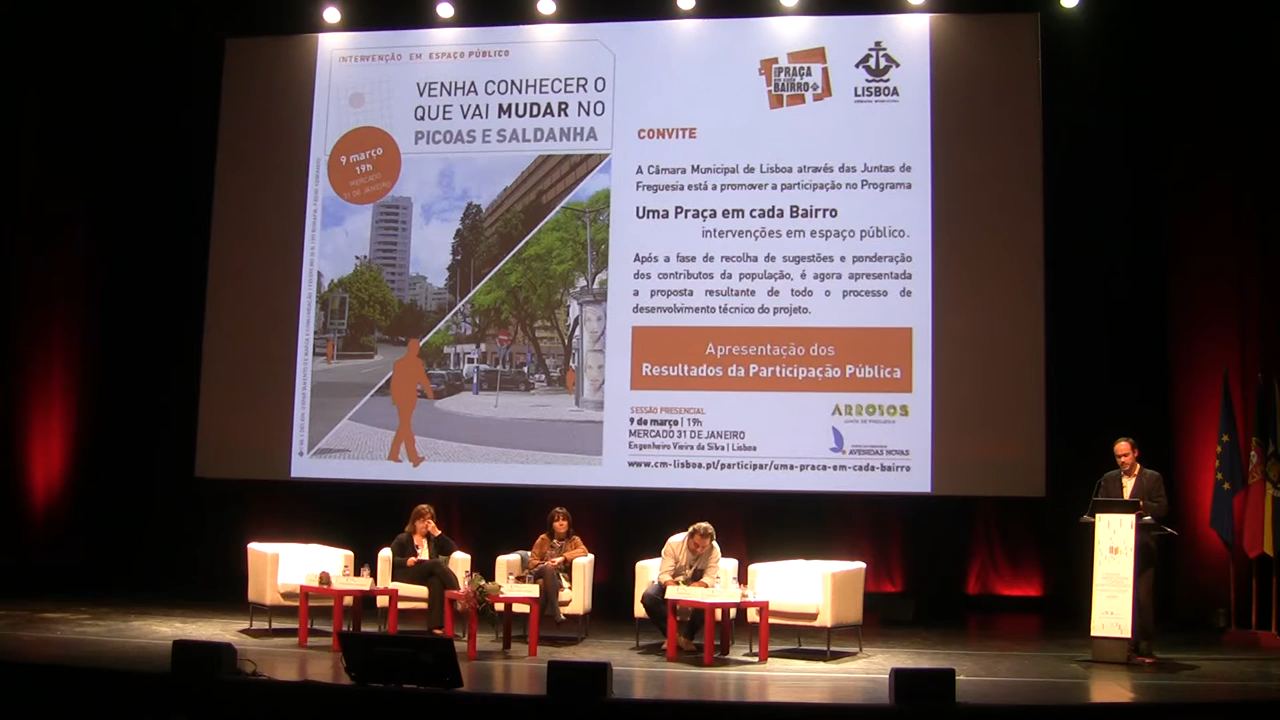 INTERVENÇÃO EM ESPAÇO PÚBLICO
VENHA CONHECER O
QUE VAI MUDAR NO
PICOAS E SALDANHA
9 março
19h
MERCADO
31 DE JANEIRO
PRAÇA
em cada
BAIRRO
LISBOA
CÂMARA MUNICIPAL
CONVITE
A Câmara Municipal de Lisboa através das Juntas de
Freguesia está a promover a participação no Programa
Uma Praça em cada Bairro
intervenções em espaço público.
Após a fase de recolha de sugestões e ponderação
dos contributos da população, é agora apresentada
a proposta resultante de todo o processo de
desenvolvimento técnico do projeto.
Apresentação dos
Resultados da Participação Pública
SESSÃO PRESENCIAL
9 de março | 19h
MERCADO 31 DE JANEIRO
Engenheiro Vieira da Silva | Lisboa
ARROIOS
JUNTA DE FREGUESIA
AVENIDAS NOVAS
www.cm-lisboa.pt/participar/uma-praca-em-cada-bairro